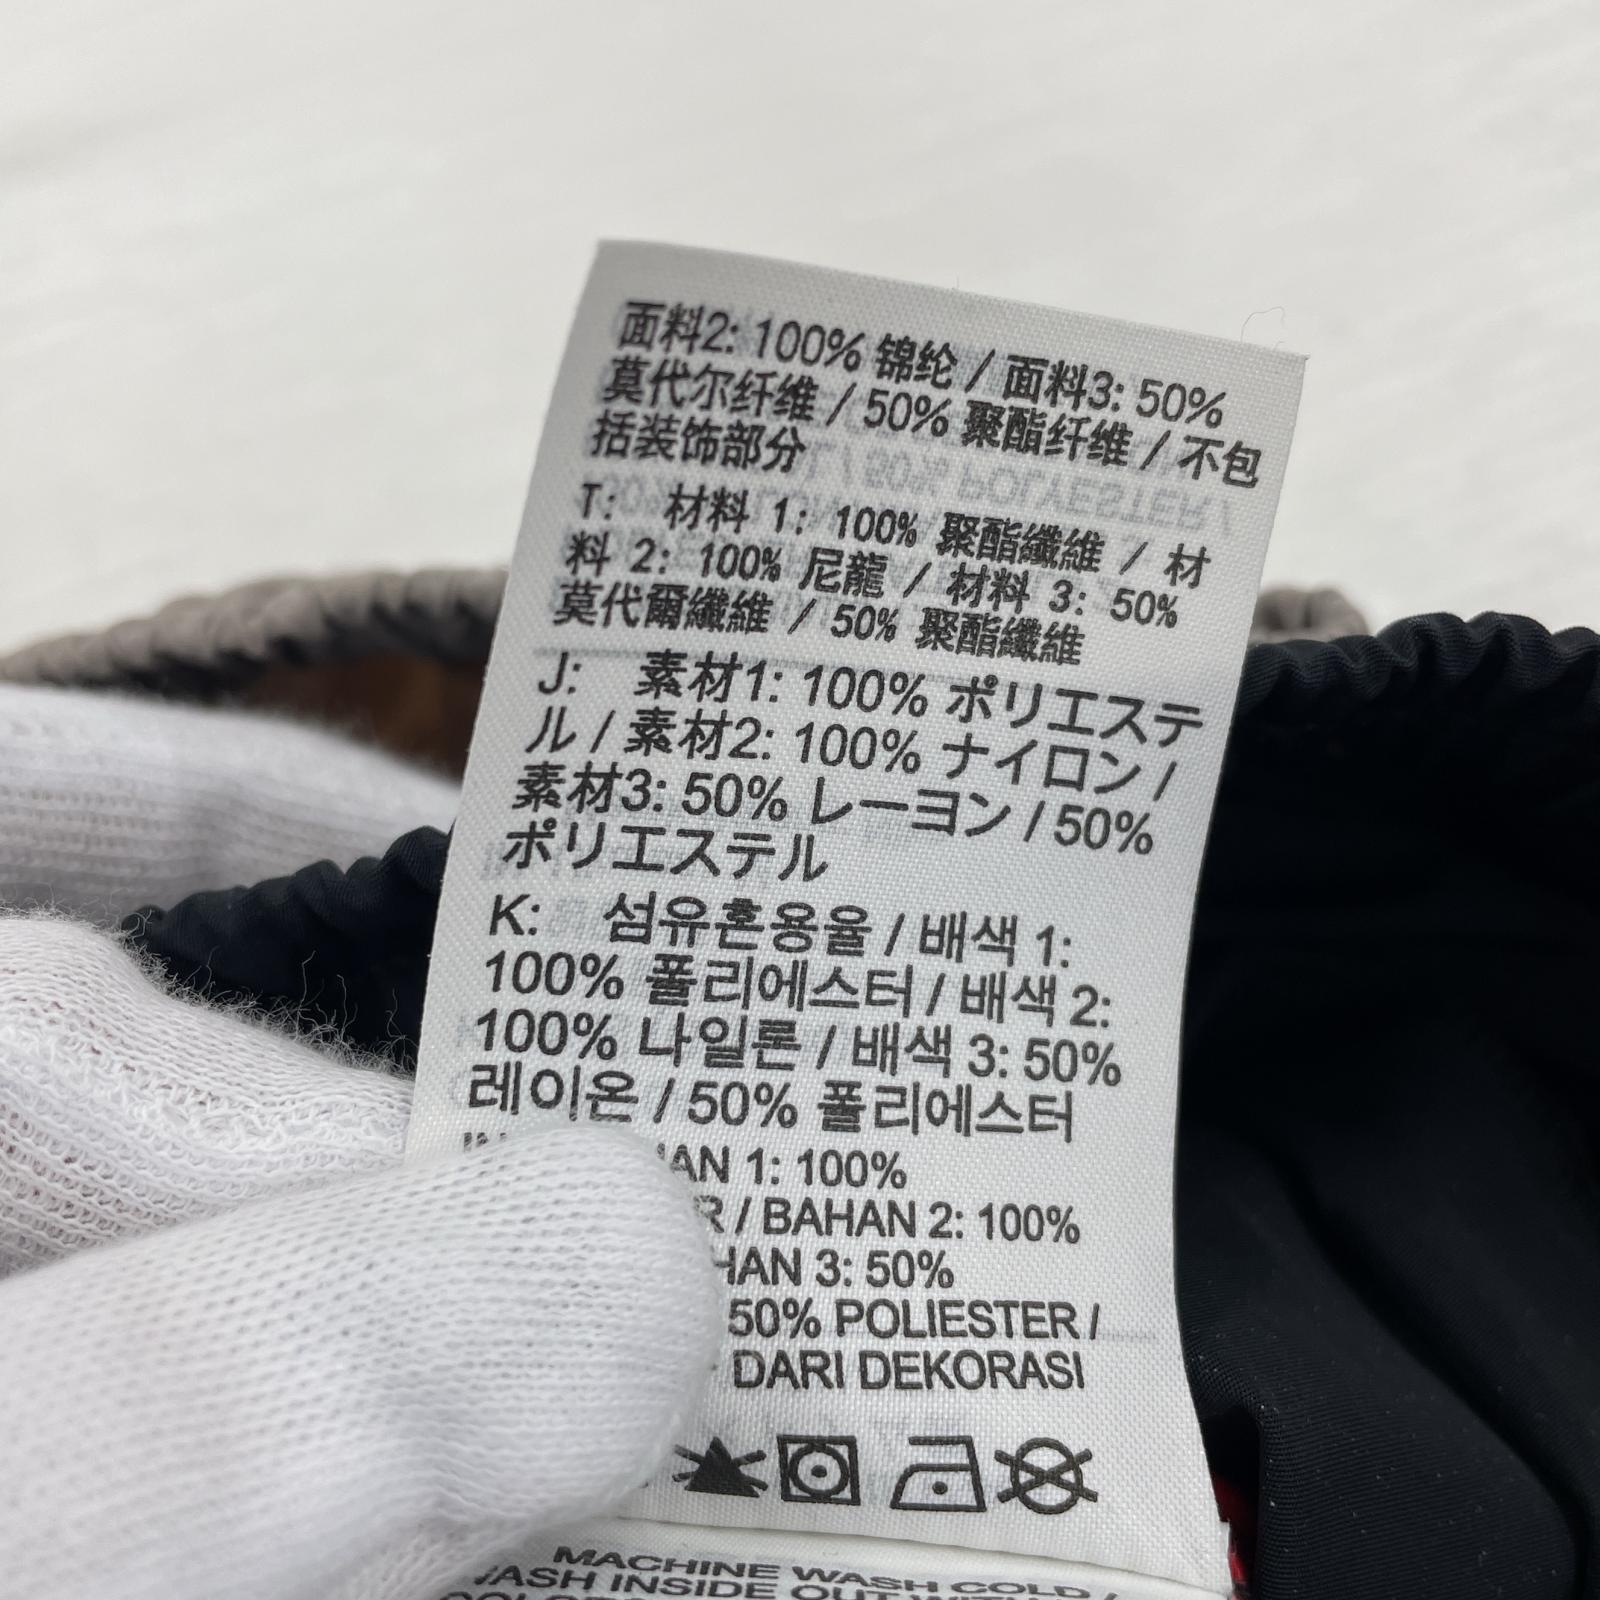 面料2: 100% 锦纶 / 面料3: 50%
莫代尔纤维 / 50% 聚酯纤维 / 不包
括装饰部分
T: 材料 1: 100% 聚酯纖維 / 材
料 2: 100% 尼龍 / 材料 3: 50%
莫代爾纖維 / 50% 聚酯纖維
J: 素材1: 100% ポリエステ
ル / 素材2: 100% ナイロン /
素材3: 50% レーヨン / 50%
ポリエステル
K: 섬유혼용율 / 배색 1:
100% 폴리에스터 / 배색 2:
100% 나일론 / 배색 3: 50%
레이온 / 50% 폴리에스터
1: 100%
/ BAHAN 2: 100%
3: 50%
50% POLIESTER /
DARI DEKORASI
MACHINE WASH COLD /
INSIDE OUT WITH